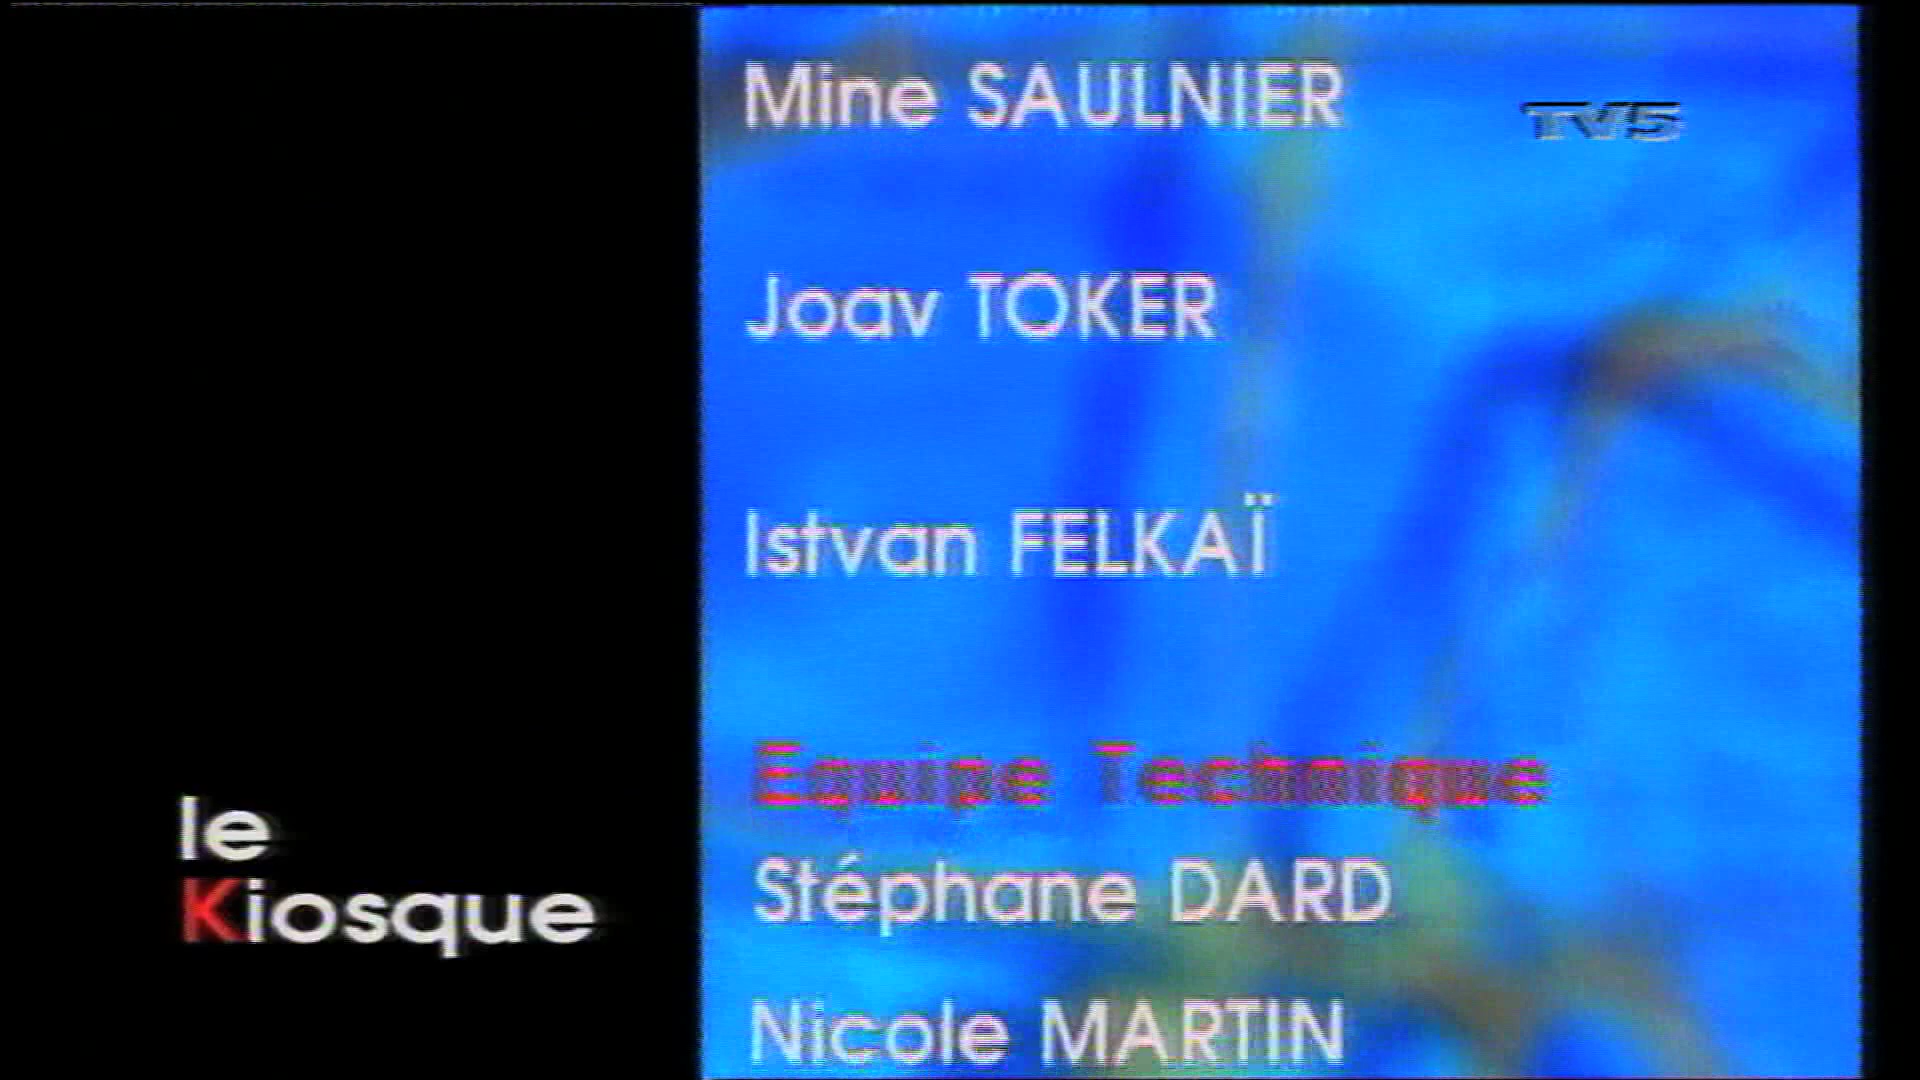 Mine SAULNIER
TV5
Joav TOKER
Istvan FELKAÏ
Equipe Technique
Stéphane DARD
Nicole MARTIN
le
Kiosque